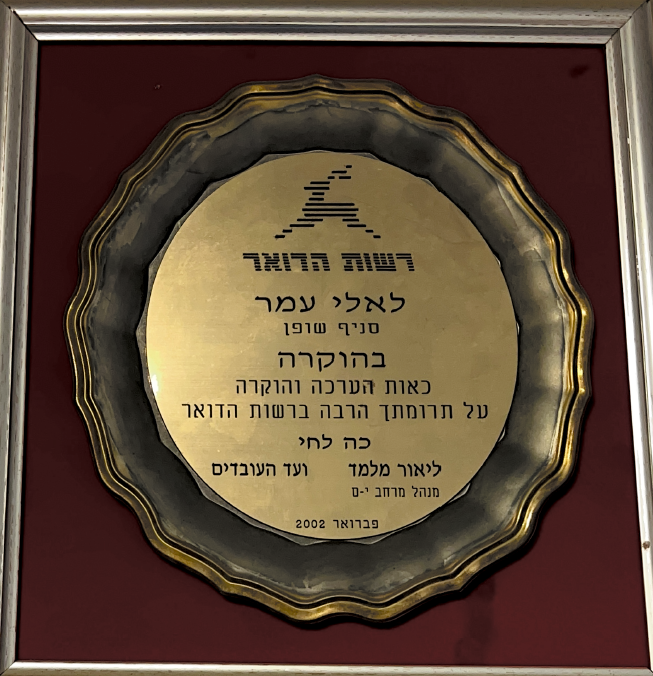 רשות הדואר
לאלי עמר
סניף שופן
בהוקרה
כאות הערכה והוקרה
על תרומתך הרבה ברשות הדואר
כה לחי
ליאור מלמד ועד העובדים
מנהל מרחב י-ם
פברואר 2002